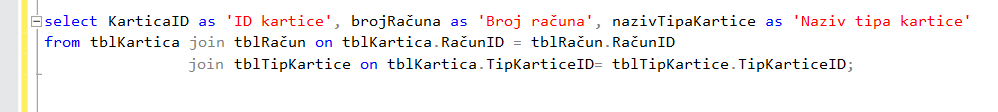 select KarticaID as 'ID kartice', brojRačuna as 'Broj računa', nazivTipaKartice as 'Naziv tipa kartice'
from tblKartica join tblRačun on tblKartica.RačunID = tblRačun.RačunID
join tblTipKartice on tblKartica.TipKarticeID= tblTipKartice.TipKarticeID;